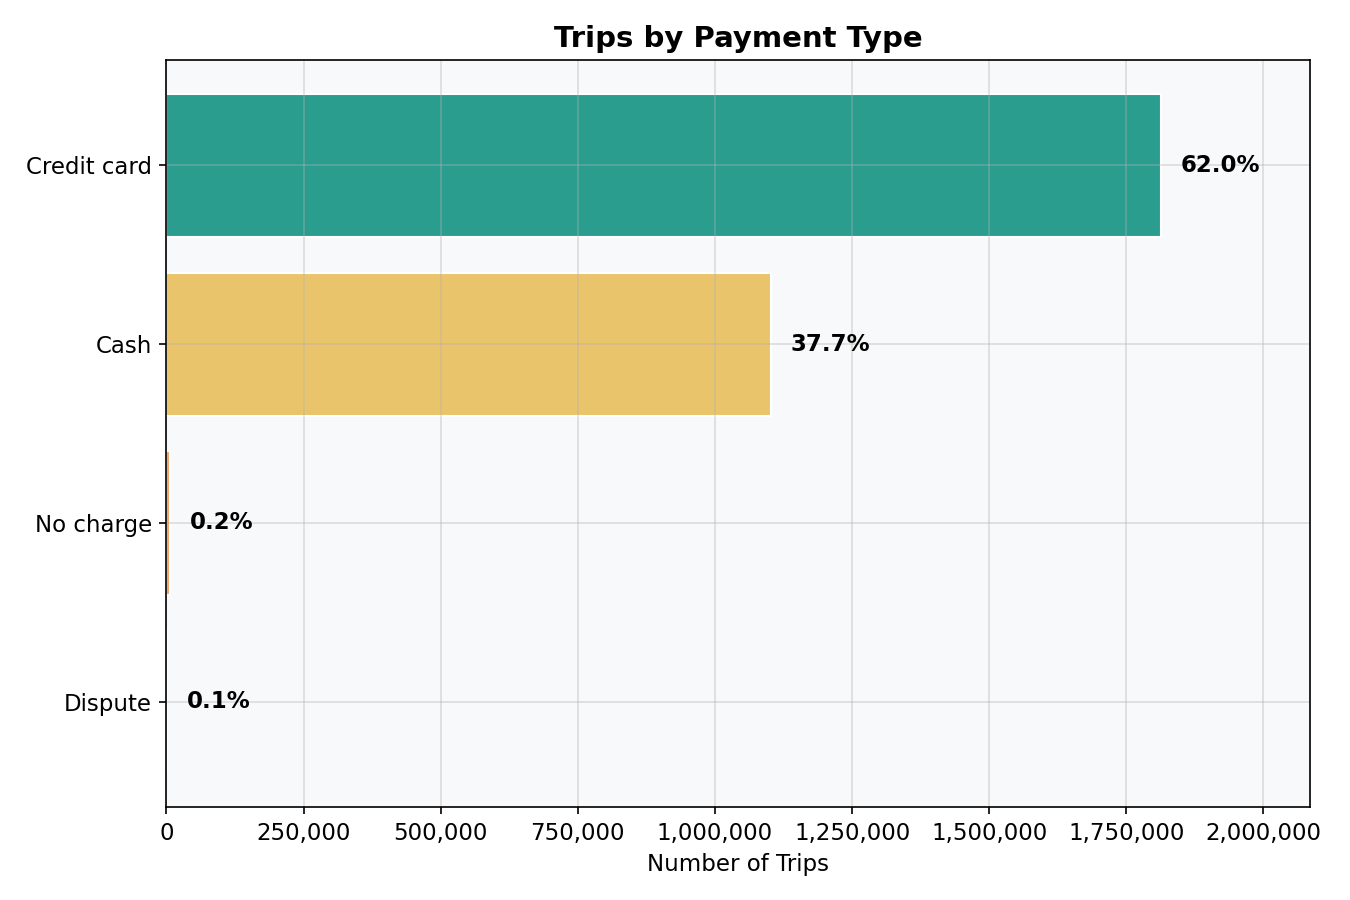 Trips by Payment Type
Credit card
62.0%
Cash
37.7%
No charge
0.2%
Dispute
0.1%
0 250,000 500,000 750,000 1,000,000 1,250,000 1,500,000 1,750,000 2,000,000
Number of Trips